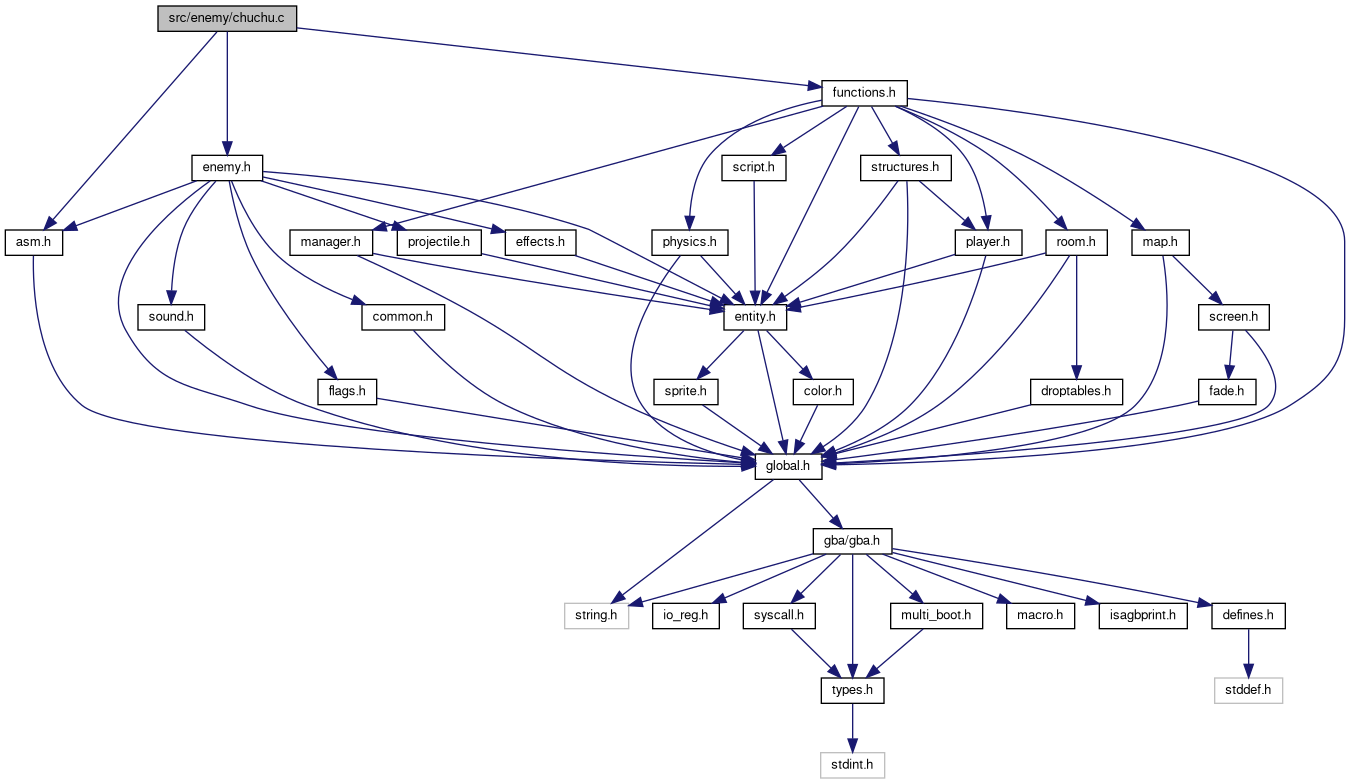 src/enemy/chuchu.c
functions.h
enemy.h
script.h
structures.h
asm.h
manager.h
projectile.h
effects.h
physics.h
player.h
room.h
map.h
sound.h
common.h
entity.h
screen.h
flags.h
sprite.h
color.h
droptables.h
fade.h
global.h
gba/gba.h
string.h
io_reg.h
syscall.h
multi_boot.h
macro.h
isagbprint.h
defines.h
types.h
stddef.h
stdint.h